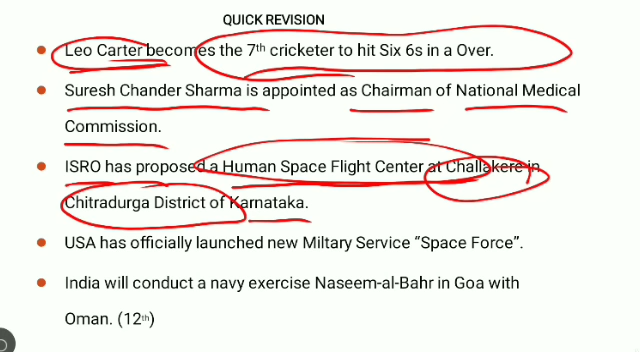 QUICK REVISION
Leo Carter becomes the 7th cricketer to hit Six 6s in a Over.
Suresh Chander Sharma is appointed as Chairman of National Medical
Commission.
ISRO has proposed a Human Space Flight Center at Challakere in
Chitradurga District of Karnataka.
USA has officially launched new Miltary Service “Space Force”.
India will conduct a navy exercise Naseem-al-Bahr in Goa with
Oman. (12th)